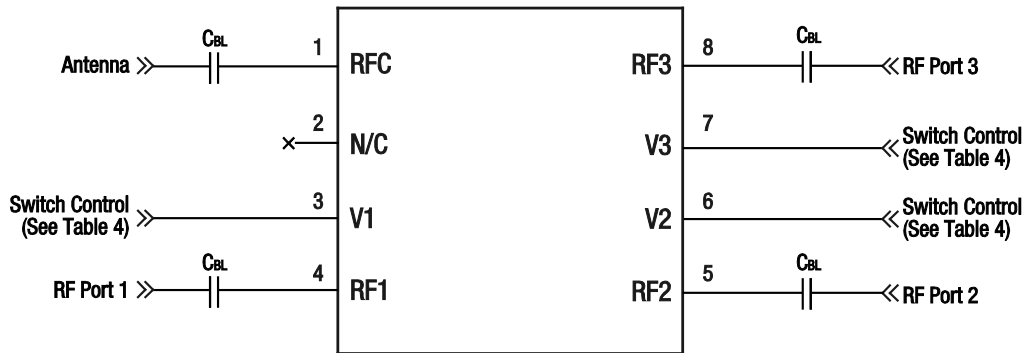 CBL
1
Antenna
RFC
2
N/C
Switch Control
(See Table 4)
3
V1
CBL
4
RF Port 1
RF1
8
CBL
RF3
RF Port 3
7
V3
Switch Control
(See Table 4)
6
V2
Switch Control
(See Table 4)
5
CBL
RF2
RF Port 2